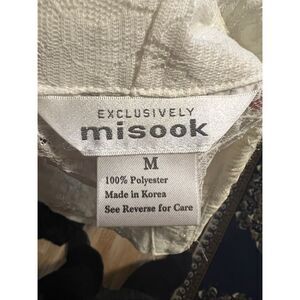 EXCLUSIVELY
misook
M
100% Polyester
Made in Korea
See Reverse for Care